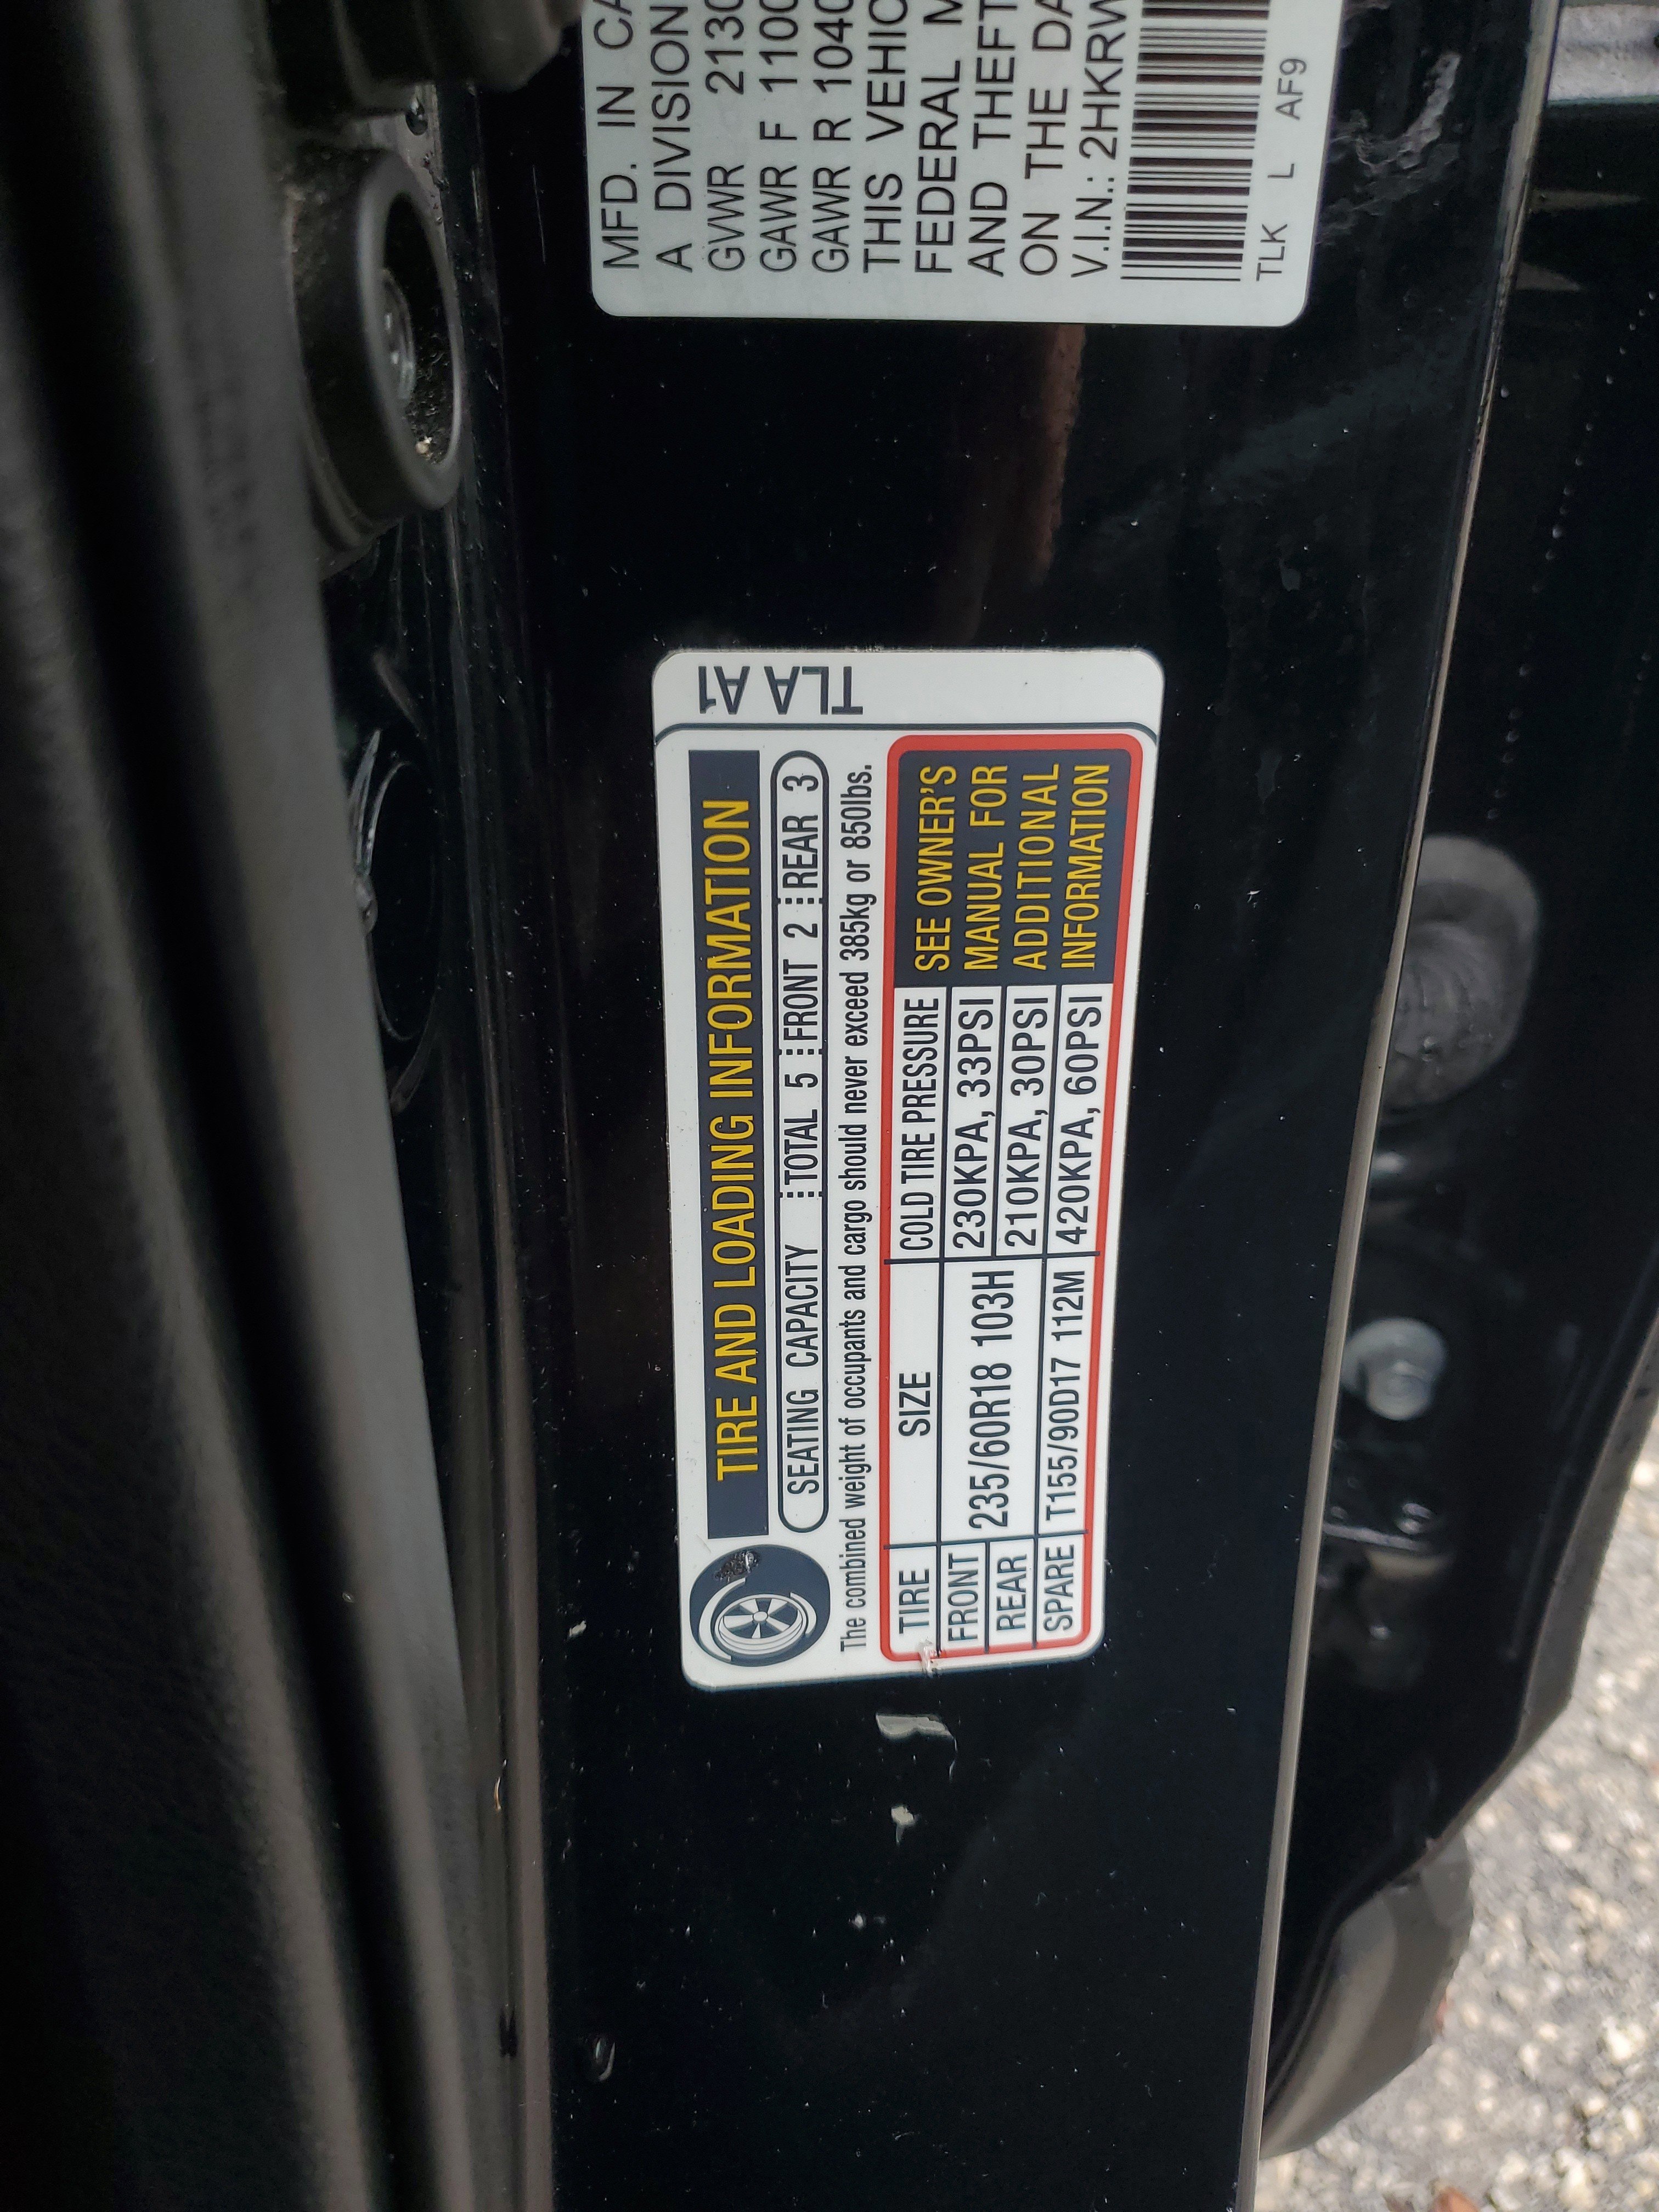 TIRE AND LOADING INFORMATION
SEATING CAPACITY TOTAL 5 FRONT 2 REAR 3
The combined weight of occupants and cargo should never exceed 385kg or 850lbs.
TIRE SIZE COLD TIRE PRESSURE
FRONT 235/60R18 103H 230KPA, 33PSI
REAR 210KPA, 30PSI
SPARE T155/90D17 112M 420KPA, 60PSI
SEE OWNER'S
MANUAL FOR
ADDITIONAL
INFORMATION
TLA A1
MFD. IN CA
A DIVISION
GVWR 2130
GAWR F 1100
GAWR R 1040
THIS VEHIC
FEDERAL M
AND THEFT
ON THE DA
V.I.N.: 2HKRW
TLK L AF9